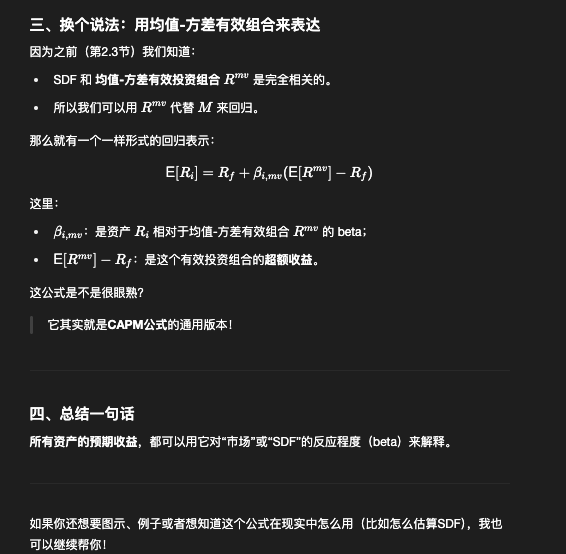 三、换个说法：用均值-方差有效组合来表达
因为之前（第2.3节）我们知道：
• SDF 和 均值-方差有效投资组合 R^{mv} 是完全相关的。
• 所以我们可以用 R^{mv} 代替 M 来回归。
那么就有一个一样形式的回归表示：
E[R_i] = R_f + β_{i,mv}(E[R^{mv}] − R_f)
这里：
• β_{i,mv}：是资产 R_i 相对于均值-方差有效组合 R^{mv} 的 beta；
• E[R^{mv}] − R_f：是这个有效投资组合的超额收益。
这公式是不是很眼熟？
它其实就是CAPM公式的通用版本！
四、总结一句话
所有资产的预期收益，都可以用它对“市场”或“SDF”的反应程度（beta）来解释。
如果你还想要图示、例子或者想知道这个公式在现实中怎么用（比如怎么估算SDF），我也
可以继续帮你！